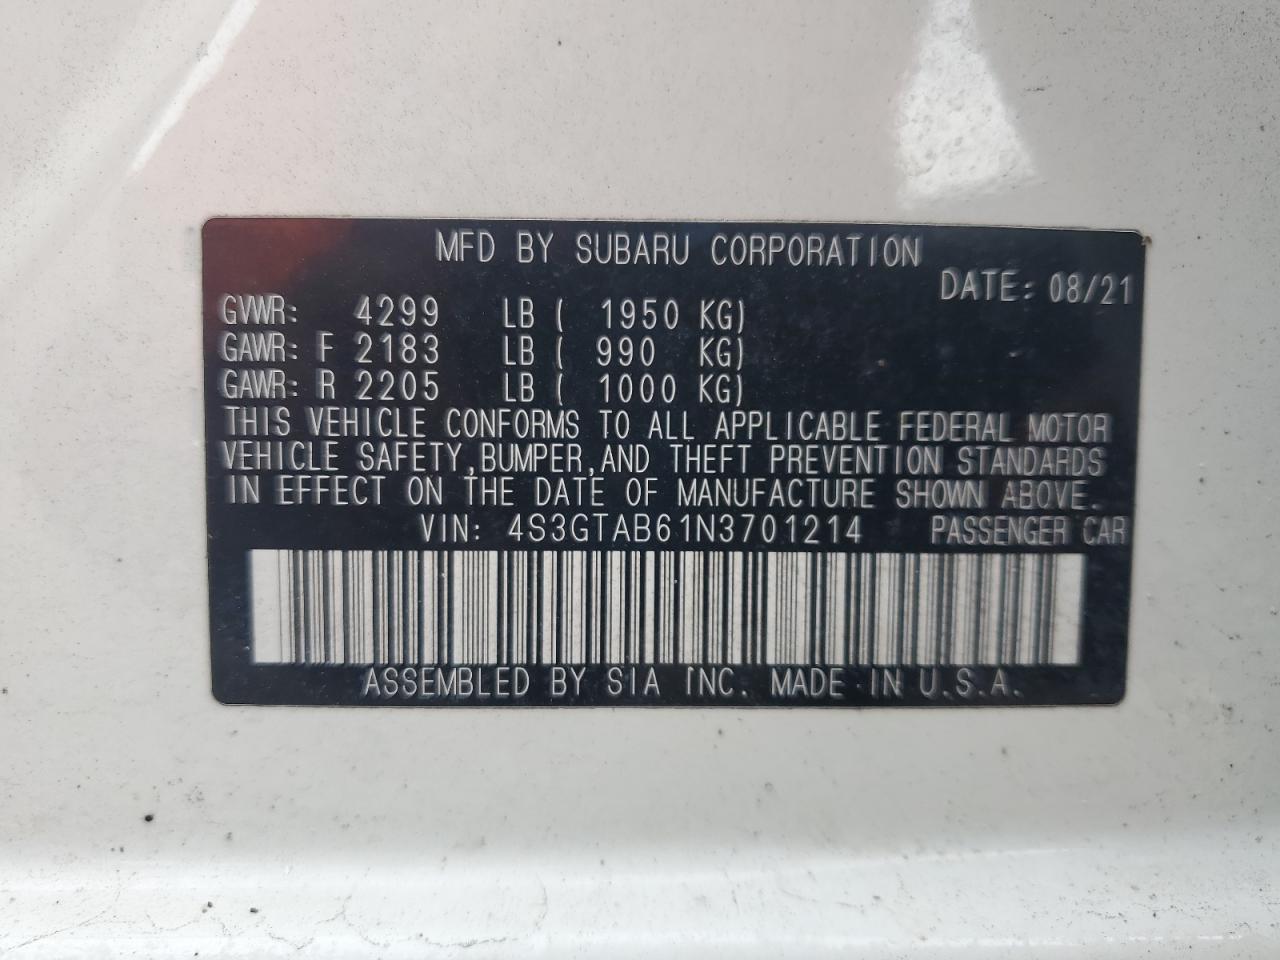 MFD BY SUBARU CORPORATION
DATE: 08/21
GVWR: 4299 LB ( 1950 KG)
GAWR: F 2183 LB ( 990 KG)
GAWR: R 2205 LB ( 1000 KG)
THIS VEHICLE CONFORMS TO ALL APPLICABLE FEDERAL MOTOR
VEHICLE SAFETY, BUMPER, AND THEFT PREVENTION STANDARDS
IN EFFECT ON THE DATE OF MANUFACTURE SHOWN ABOVE.
VIN: 4S3GTAB61N3701214 PASSENGER CAR
ASSEMBLED BY SIA INC. MADE IN U.S.A.